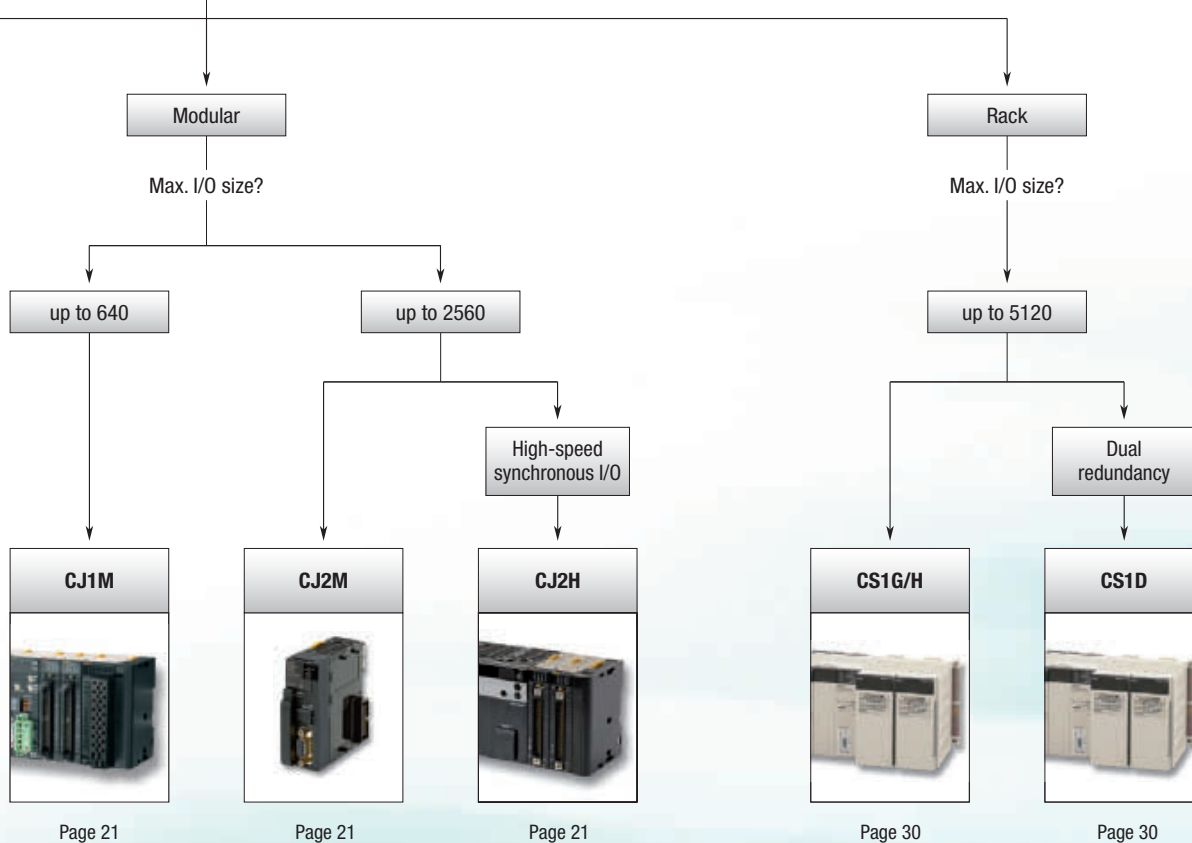 Modular
Rack
Max. I/O size?
Max. I/O size?
up to 640
up to 2560
up to 5120
High-speed
synchronous I/O
Dual
redundancy
CJ1M
CJ2M
CJ2H
CS1G/H
CS1D
Page 21
Page 21
Page 21
Page 30
Page 30